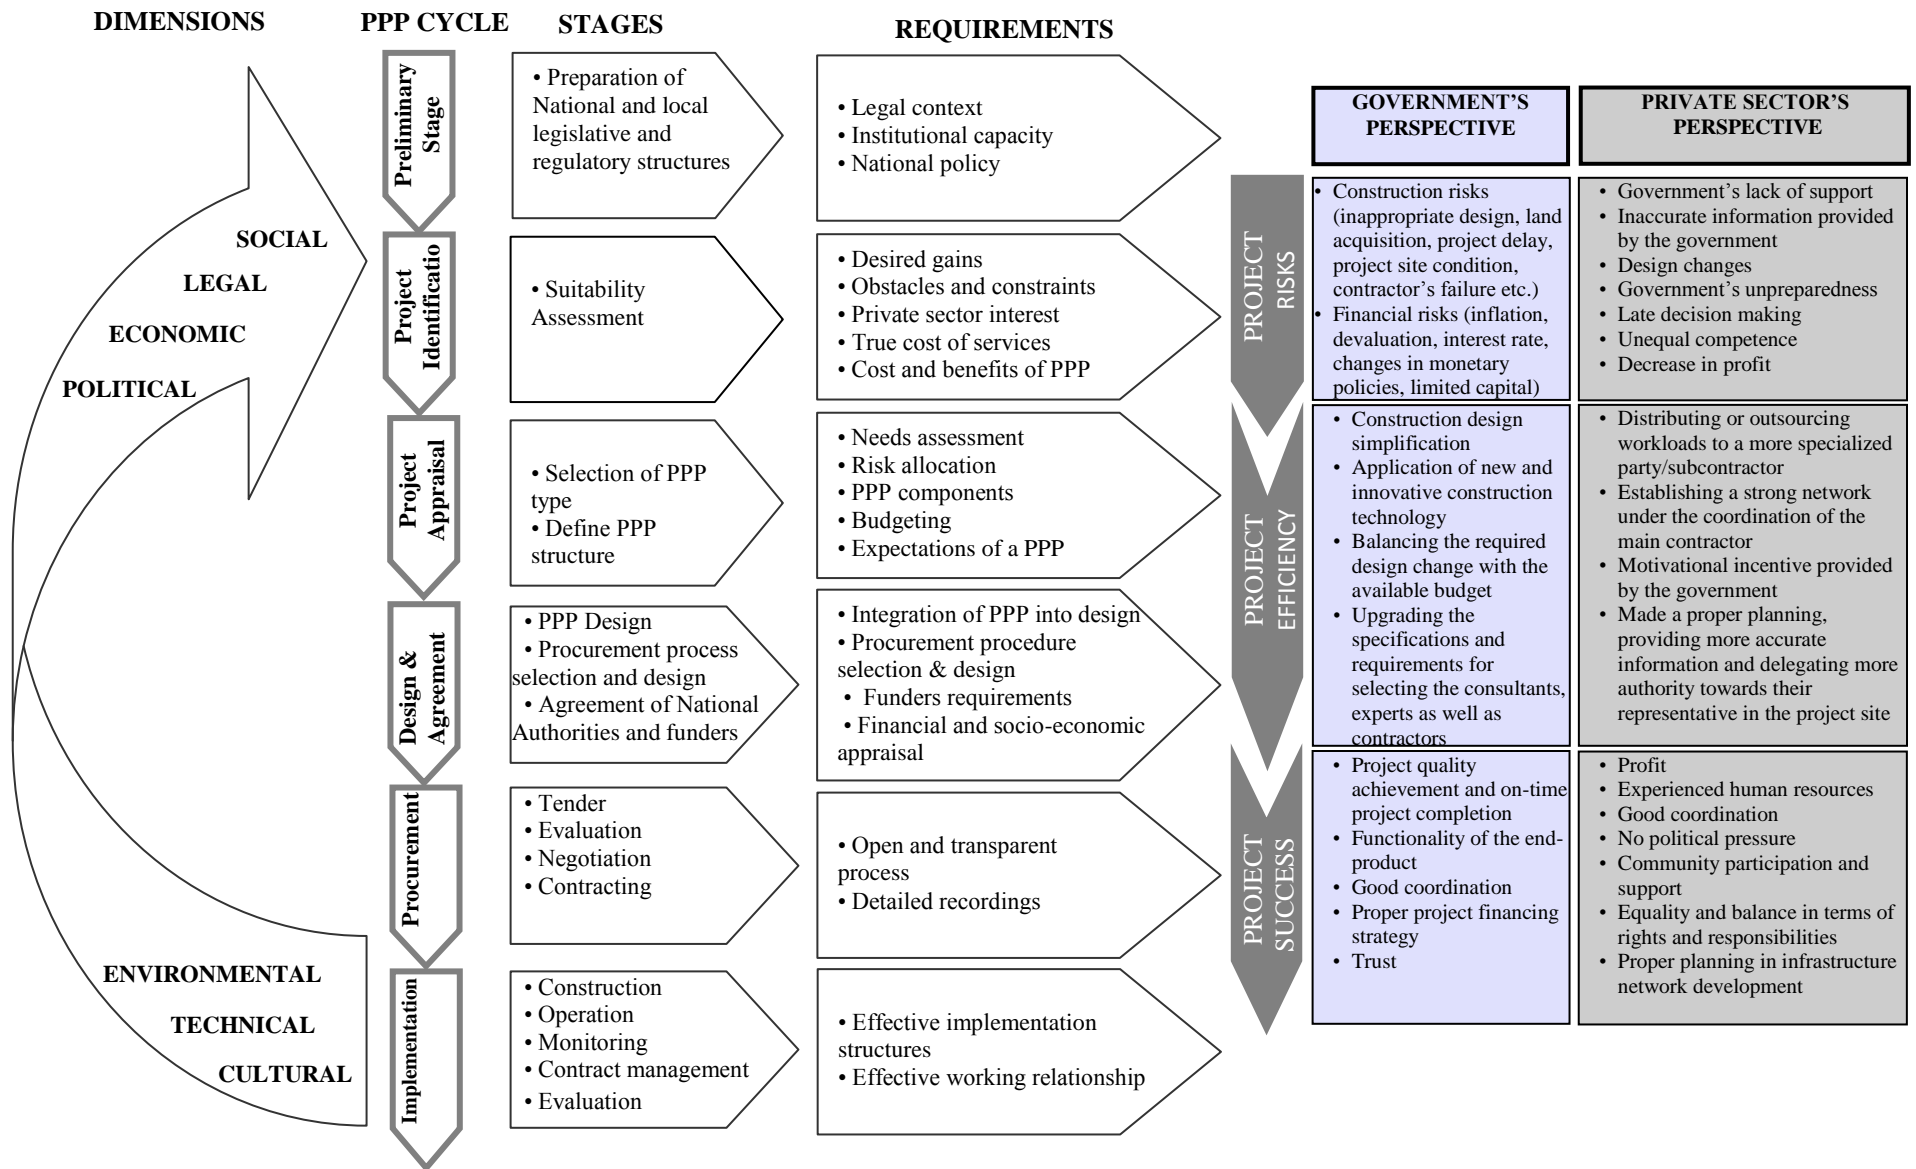 DIMENSIONS
PPP CYCLE
STAGES
REQUIREMENTS
SOCIAL
LEGAL
ECONOMIC
POLITICAL
ENVIRONMENTAL
TECHNICAL
CULTURAL
Preliminary
Stage
• Preparation of
National and local
legislative and
regulatory structures
• Legal context
• Institutional capacity
• National policy
Project
Identificatio
• Suitability
Assessment
• Desired gains
• Obstacles and constraints
• Private sector interest
• True cost of services
• Cost and benefits of PPP
Project
Appraisal
• Selection of PPP
type
• Define PPP
structure
• Needs assessment
• Risk allocation
• PPP components
• Budgeting
• Expectations of a PPP
Design &
Agreement
• PPP Design
• Procurement process
selection and design
• Agreement of National
Authorities and funders
• Integration of PPP into design
• Procurement procedure
selection & design
• Funders requirements
• Financial and socio-economic
appraisal
Procurement
• Tender
• Evaluation
• Negotiation
• Contracting
• Open and transparent
process
• Detailed recordings
Implementation
• Construction
• Operation
• Monitoring
• Contract management
• Evaluation
• Effective implementation
structures
• Effective working relationship
GOVERNMENT'S
PERSPECTIVE
PRIVATE SECTOR'S
PERSPECTIVE
PROJECT
RISKS
• Construction risks
(inappropriate design, land
acquisition, project delay,
project site condition,
contractor's failure etc.)
• Financial risks (inflation,
devaluation, interest rate,
changes in monetary
policies, limited capital)
• Government's lack of support
• Inaccurate information provided
by the government
• Design changes
• Government's unpreparedness
• Late decision making
• Unequal competence
• Decrease in profit
PROJECT
EFFICIENCY
• Construction design
simplification
• Application of new and
innovative construction
technology
• Balancing the required
design change with the
available budget
• Upgrading the
specifications and
requirements for
selecting the consultants,
experts as well as
contractors
• Distributing or outsourcing
workloads to a more specialized
party/subcontractor
• Establishing a strong network
under the coordination of the
main contractor
• Motivational incentive provided
by the government
• Made a proper planning,
providing more accurate
information and delegating more
authority towards their
representative in the project site
PROJECT
SUCCESS
• Project quality
achievement and on-time
project completion
• Functionality of the end-
product
• Good coordination
• Proper project financing
strategy
• Trust
• Profit
• Experienced human resources
• Good coordination
• No political pressure
• Community participation and
support
• Equality and balance in terms of
rights and responsibilities
• Proper planning in infrastructure
network development